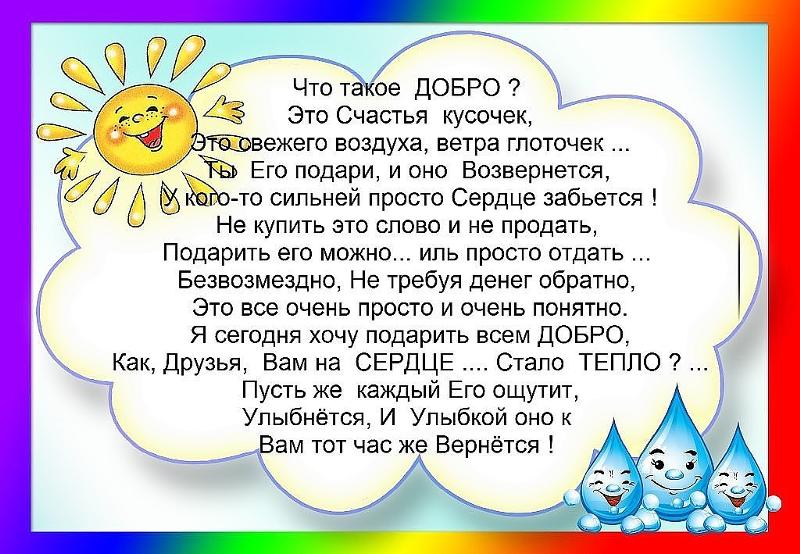 Что такое ДОБРО ?
Это Счастья кусочек,
Это свежего воздуха, ветра глоточек ...
Ты Его подари, и оно Возвернется,
У кого-то сильней просто Сердце забьется !
Не купить это слово и не продать,
Подарить его можно... иль просто отдать ...
Безвозмездно, Не требуя денег обратно,
Это все очень просто и очень понятно.
Я сегодня хочу подарить всем ДОБРО,
Как, Друзья, Вам на СЕРДЦЕ .... Стало ТЕПЛО ? ...
Пусть же каждый Его ощутит,
Улыбнётся, И Улыбкой оно к
Вам тот час же Вернётся !